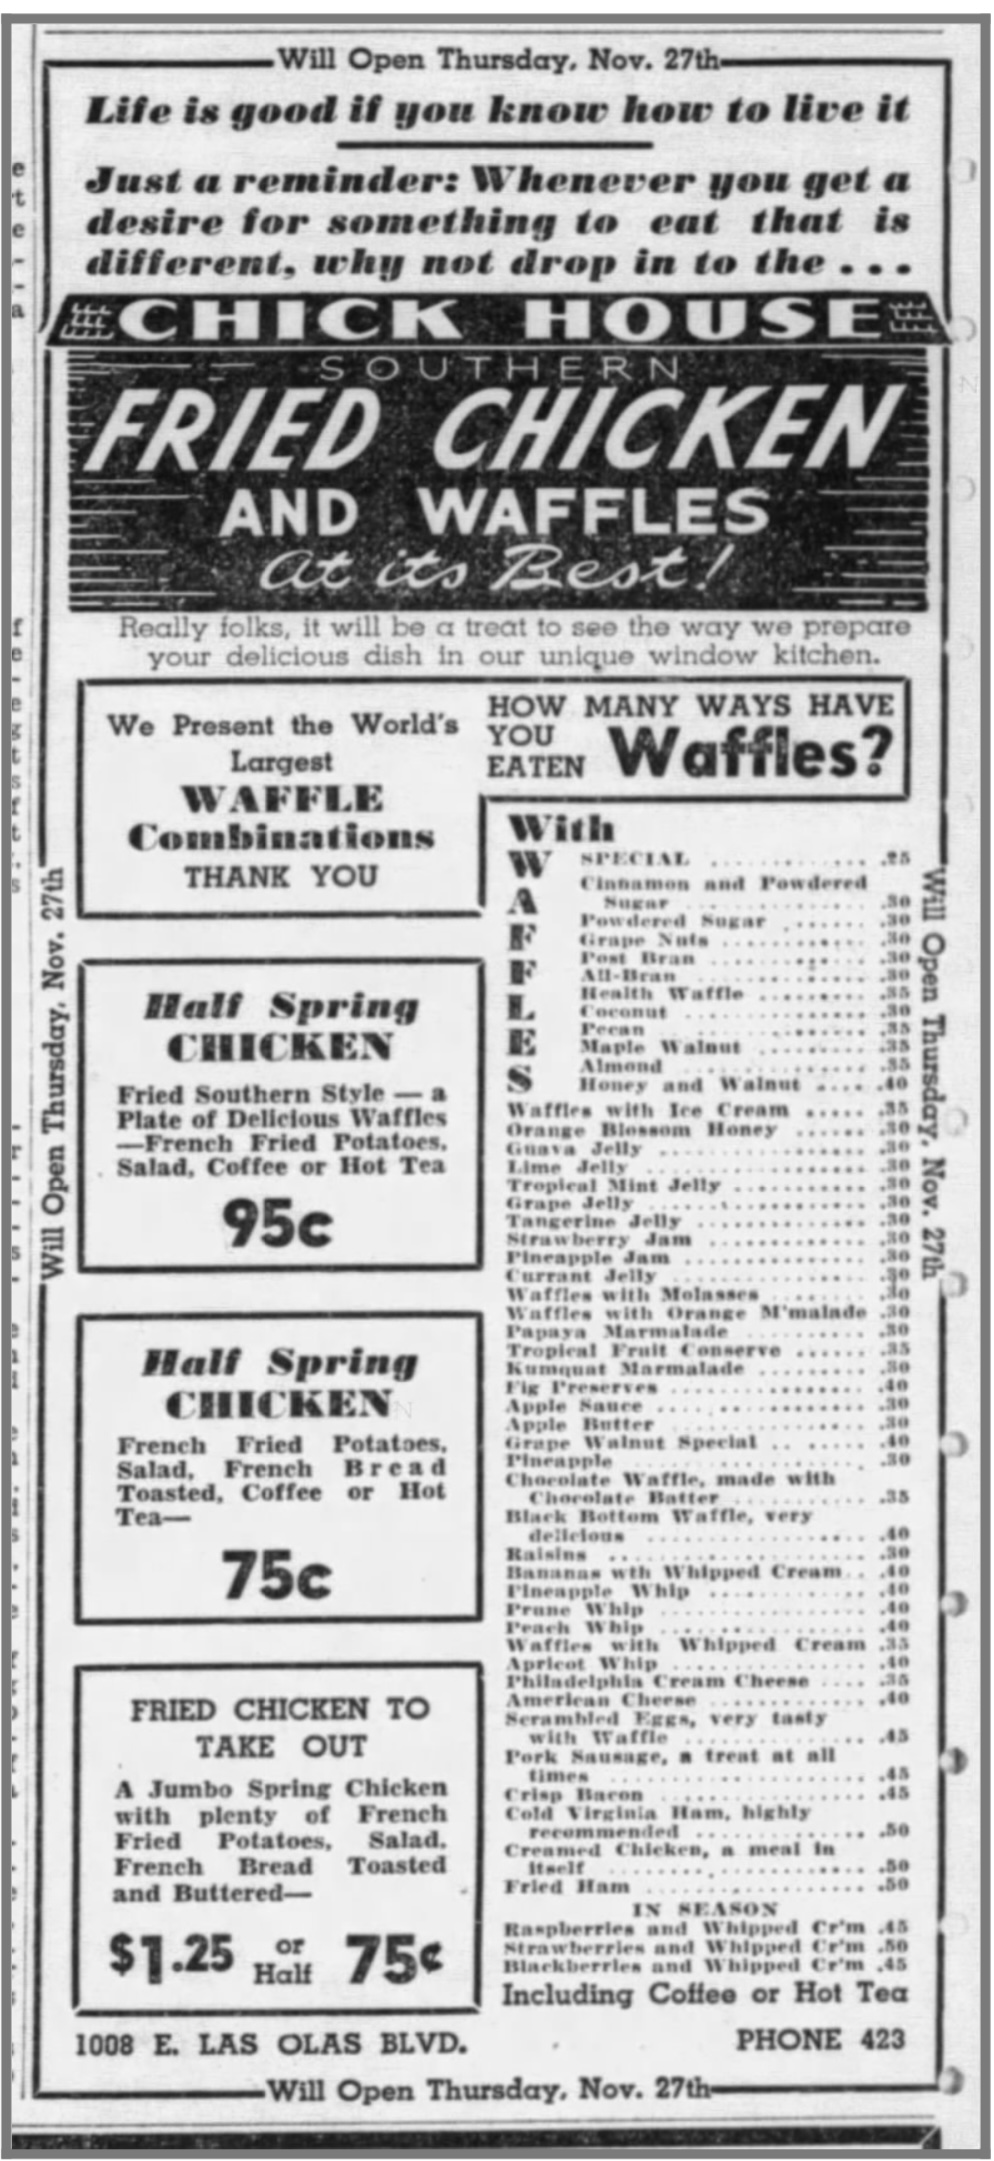 Will Open Thursday, Nov. 27th
Life is good if you know how to live it
Just a reminder: Whenever you get a
desire for something to eat that is
different, why not drop in to the . . .
CHICK HOUSE
SOUTHERN
FRIED CHICKEN
AND WAFFLES
At its Best!
Really folks, it will be a treat to see the way we prepare
your delicious dish in our unique window kitchen.
We Present the World's
Largest
WAFFLE
Combinations
THANK YOU
Half Spring
CHICKEN
Fried Southern Style — a
Plate of Delicious Waffles
—French Fried Potatoes,
Salad, Coffee or Hot Tea
95c
Half Spring
CHICKEN
French Fried Potatoes,
Salad, French Bread
Toasted, Coffee or Hot
Tea—
75c
FRIED CHICKEN TO
TAKE OUT
A Jumbo Spring Chicken
with plenty of French
Fried Potatoes, Salad,
French Bread Toasted
and Buttered—
$1.25 or Half 75¢
HOW MANY WAYS HAVE
YOU
EATEN Waffles?
With
WAFFLES
SPECIAL .25
Cinnamon and Powdered
Sugar .30
Powdered Sugar .30
Grape Nuts .30
Post Bran .30
All-Bran .30
Health Waffle .35
Coconut .30
Pecan .35
Maple Walnut .35
Almond .35
Honey and Walnut .40
Waffles with Ice Cream .35
Orange Blossom Honey .30
Guava Jelly .30
Lime Jelly .30
Tropical Mint Jelly .30
Grape Jelly .30
Tangerine Jelly .30
Strawberry Jam .30
Pineapple Jam .30
Currant Jelly .30
Waffles with Molasses .30
Waffles with Orange M'malade .30
Papaya Marmalade .30
Tropical Fruit Conserve .35
Kumquat Marmalade .30
Fig Preserves .40
Apple Sauce .30
Apple Butter .30
Grape Walnut Special .40
Pineapple .30
Chocolate Waffle, made with
Chocolate Batter .35
Black Bottom Waffle, very
delicious .40
Raisins .30
Bananas wth Whipped Cream .40
Pineapple Whip .40
Prune Whip .40
Peach Whip .40
Waffles with Whipped Cream .35
Apricot Whip .40
Philadelphia Cream Cheese .35
American Cheese .40
Scrambled Eggs, very tasty
with Waffle .45
Pork Sausage, a treat at all
times .45
Crisp Bacon .45
Cold Virginia Ham, highly
recommended .50
Creamed Chicken, a meal in
itself .50
Fried Ham .50
IN SEASON
Raspberries and Whipped Cr'm .45
Strawberries and Whipped Cr'm .50
Blackberries and Whipped Cr'm .45
Including Coffee or Hot Tea
1008 E. LAS OLAS BLVD. PHONE 423
Will Open Thursday, Nov. 27th
Will Open Thursday, Nov. 27th
Will Open Thursday, Nov. 27th